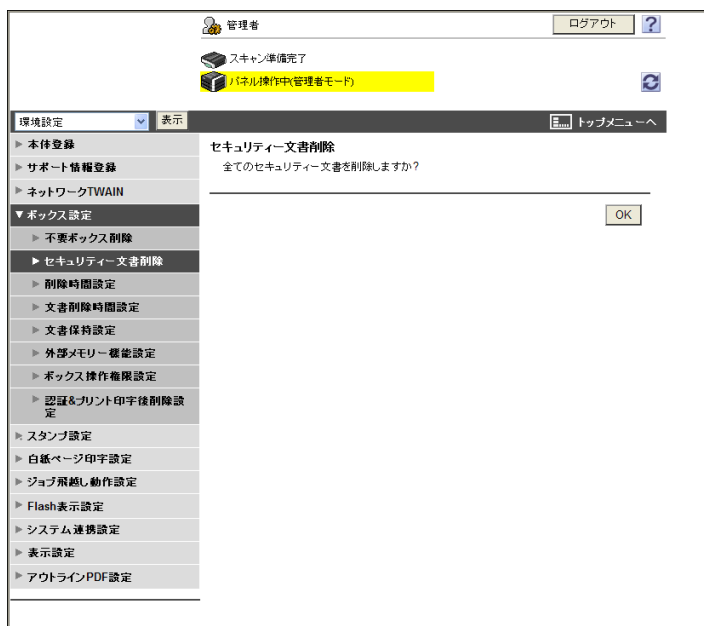 管理者
ログアウト
?
スキャン準備完了
パネル操作中(管理者モード)
環境設定
表示
トップメニューへ
本体登録
サポート情報登録
ネットワークTWAIN
ボックス設定
不要ボックス削除
セキュリティー文書削除
削除時間設定
文書削除時間設定
文書保持設定
外部メモリー機能設定
ボックス操作権限設定
認証&プリント印字後削除設
定
スタンプ設定
白紙ページ印字設定
ジョブ飛越し動作設定
Flash表示設定
システム連携設定
表示設定
アウトラインPDF設定
セキュリティー文書削除
全てのセキュリティー文書を削除しますか?
OK